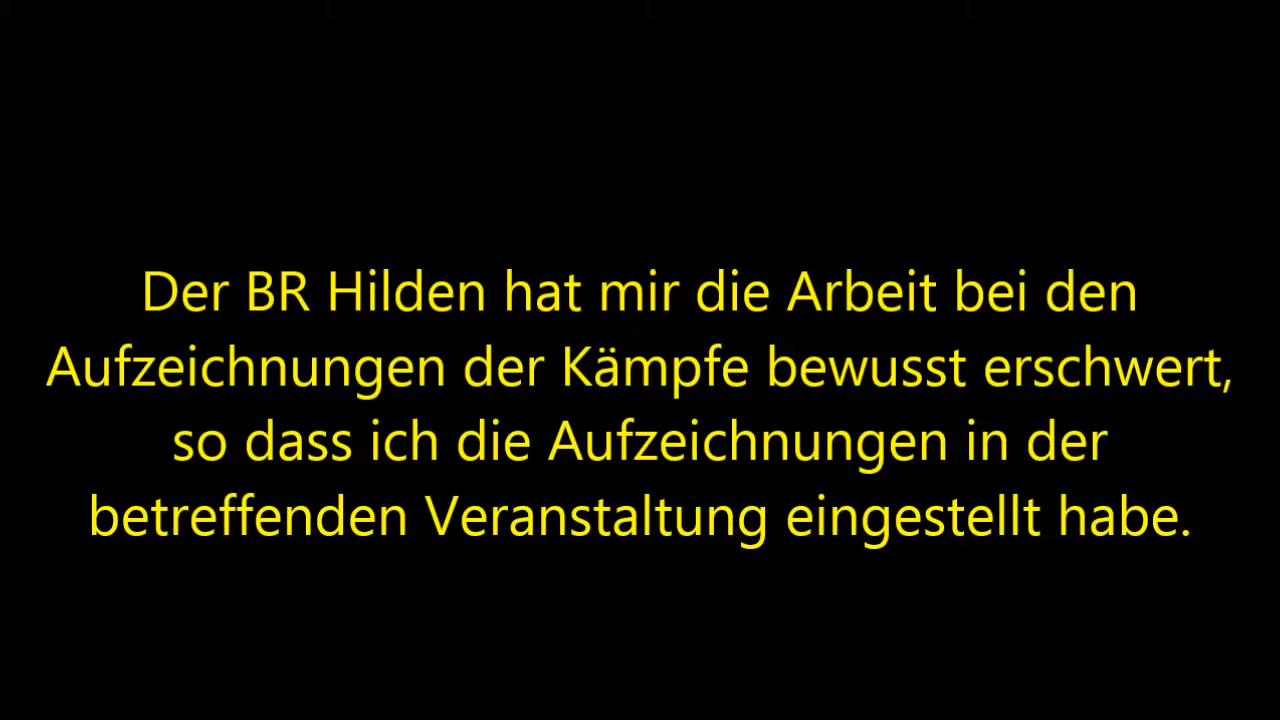 Der BR Hilden hat mir die Arbeit bei den
Aufzeichnungen der Kämpfe bewusst erschwert,
so dass ich die Aufzeichnungen in der
betreffenden Veranstaltung eingestellt habe.